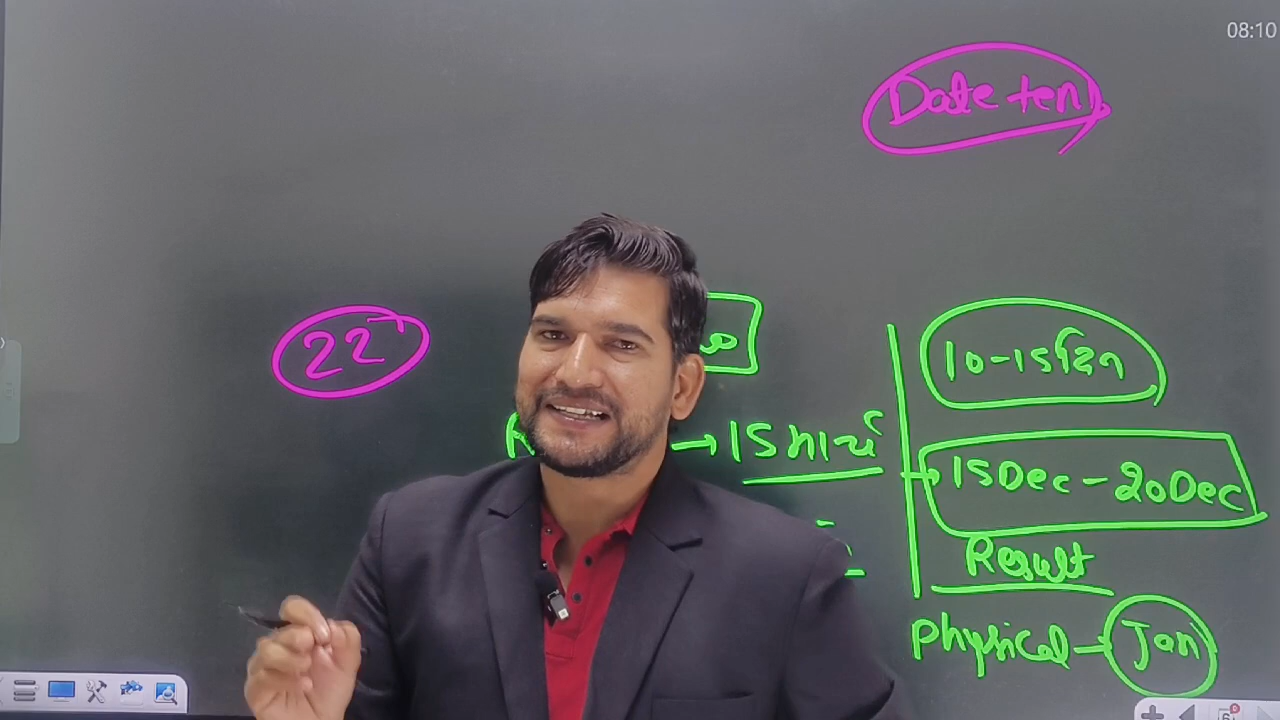 08:10
Date ten
22
10-15 दिन
→ 15 मार्च
15 Dec - 20 Dec
Result
Physical - Jan